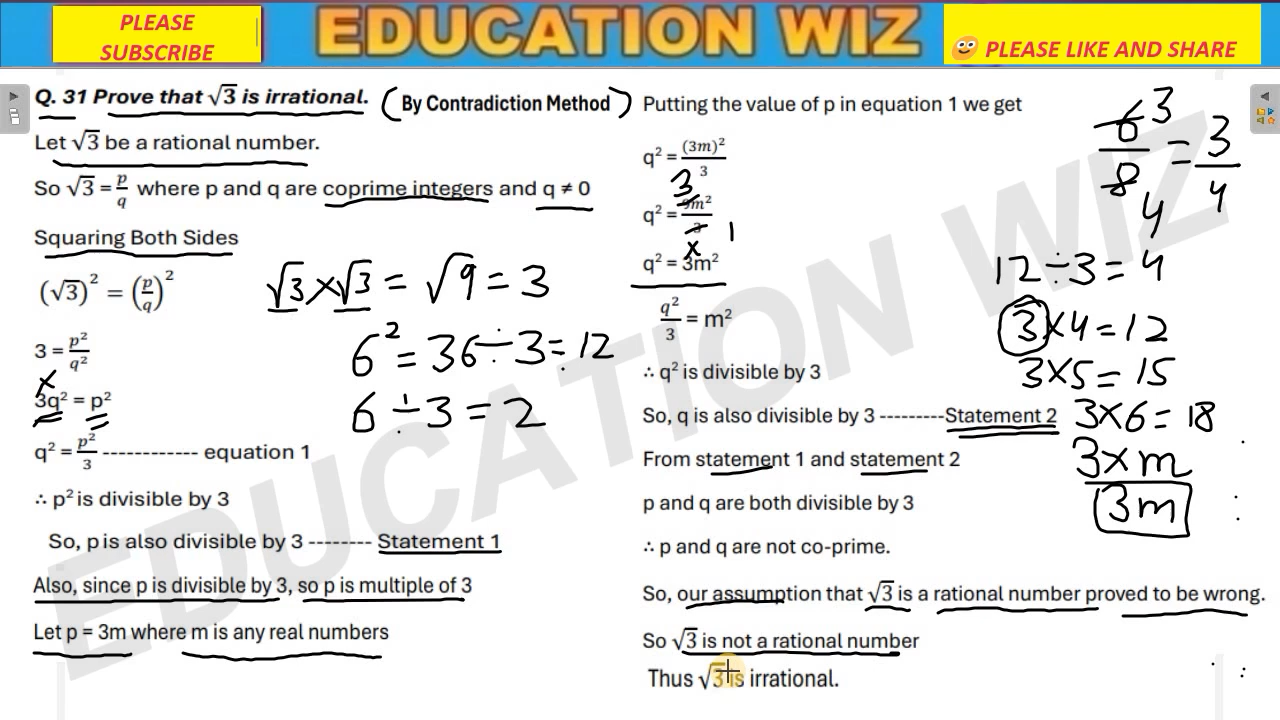 PLEASE
SUBSCRIBE
EDUCATION WIZ
PLEASE LIKE AND SHARE
Q. 31 Prove that √3 is irrational. (By Contradiction Method)
Let √3 be a rational number.
So √3 = p/q where p and q are coprime integers and q ≠ 0
Squaring Both Sides
(√3)² = (p/q)²
√3 × √3 = √9 = 3
3 = p²/q²
6² = 36 ÷ 3 = 12
3q² = p²
6 ÷ 3 = 2
q² = p²/3 ------------ equation 1
∴ p² is divisible by 3
So, p is also divisible by 3 -------- Statement 1
Also, since p is divisible by 3, so p is multiple of 3
Let p = 3m where m is any real numbers
Putting the value of p in equation 1 we get
q² = (3m)²/3
q² = 9m²/3
3
1
q² = 3m²
q²/3 = m²
∴ q² is divisible by 3
So, q is also divisible by 3 ---------Statement 2
From statement 1 and statement 2
p and q are both divisible by 3
∴ p and q are not co-prime.
So, our assumption that √3 is a rational number proved to be wrong.
So √3 is not a rational number
Thus √3 is irrational.
6/8 = 3/4
3
4
12 ÷ 3 = 4
3 × 4 = 12
3 × 5 = 15
3 × 6 = 18
3 × m
3m
EDUCATION WIZ